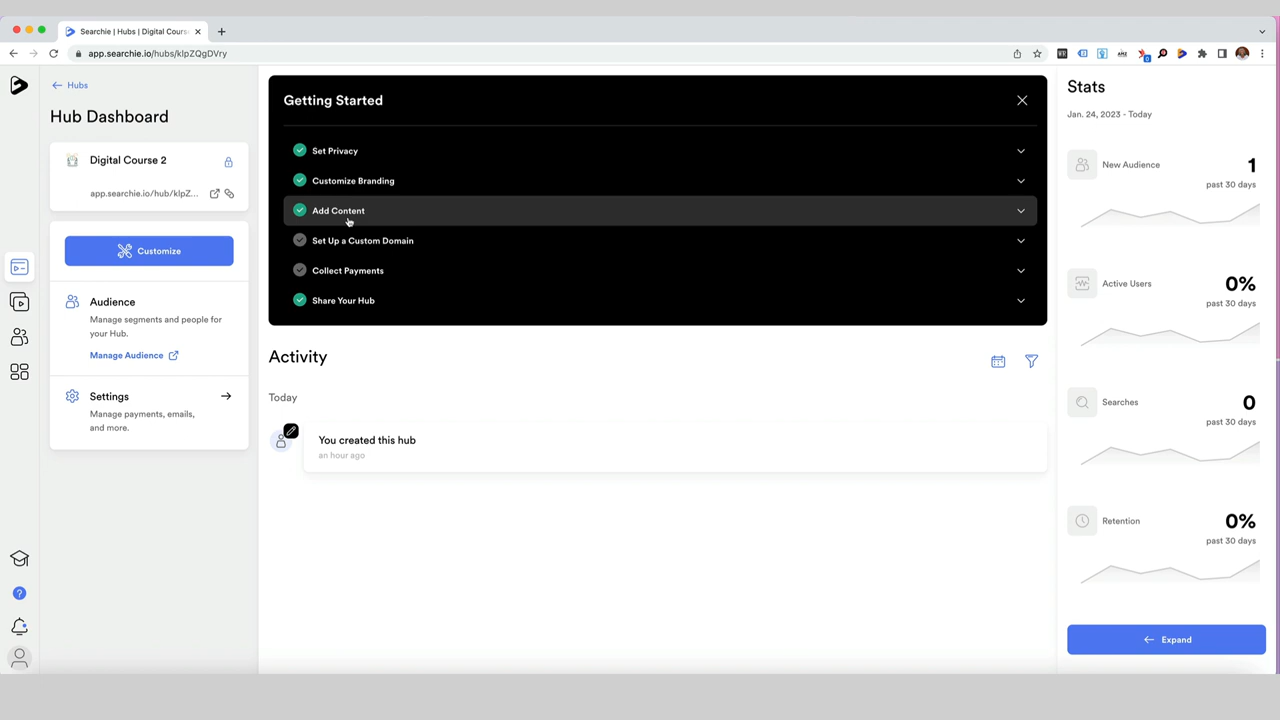 Searchie | Hubs | Digital Cours
app.searchie.io/hubs/klpZQgDVry
Hubs
Hub Dashboard
Digital Course 2
app.searchie.io/hub/klpZ...
Customize
Audience
Manage segments and people for
your Hub.
Manage Audience
Settings
Manage payments, emails,
and more.
Getting Started
Set Privacy
Customize Branding
Add Content
Set Up a Custom Domain
Collect Payments
Share Your Hub
Activity
Today
You created this hub
an hour ago
Stats
Jan. 24, 2023 - Today
New Audience
1
past 30 days
Active Users
0%
past 30 days
Searches
0
past 30 days
Retention
0%
past 30 days
Expand